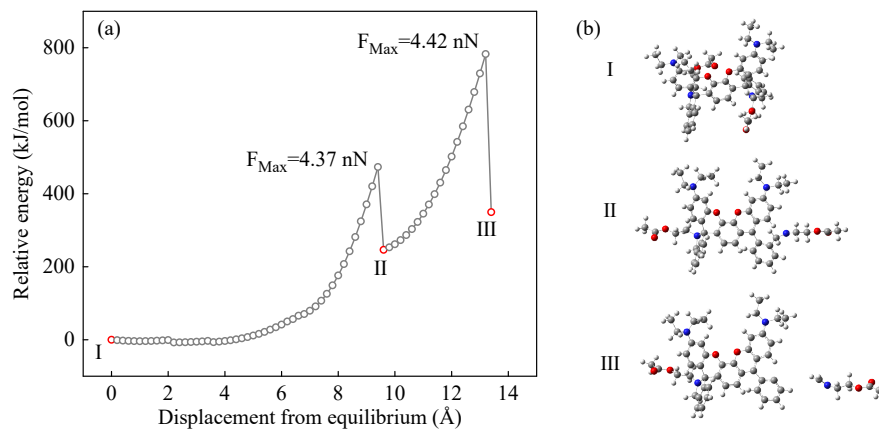 (a)
F_Max=4.42 nN
F_Max=4.37 nN
Relative energy (kJ/mol)
800
600
400
200
0
I
II
III
0
2
4
6
8
10
12
14
Displacement from equilibrium (Å)
(b)
I
II
III